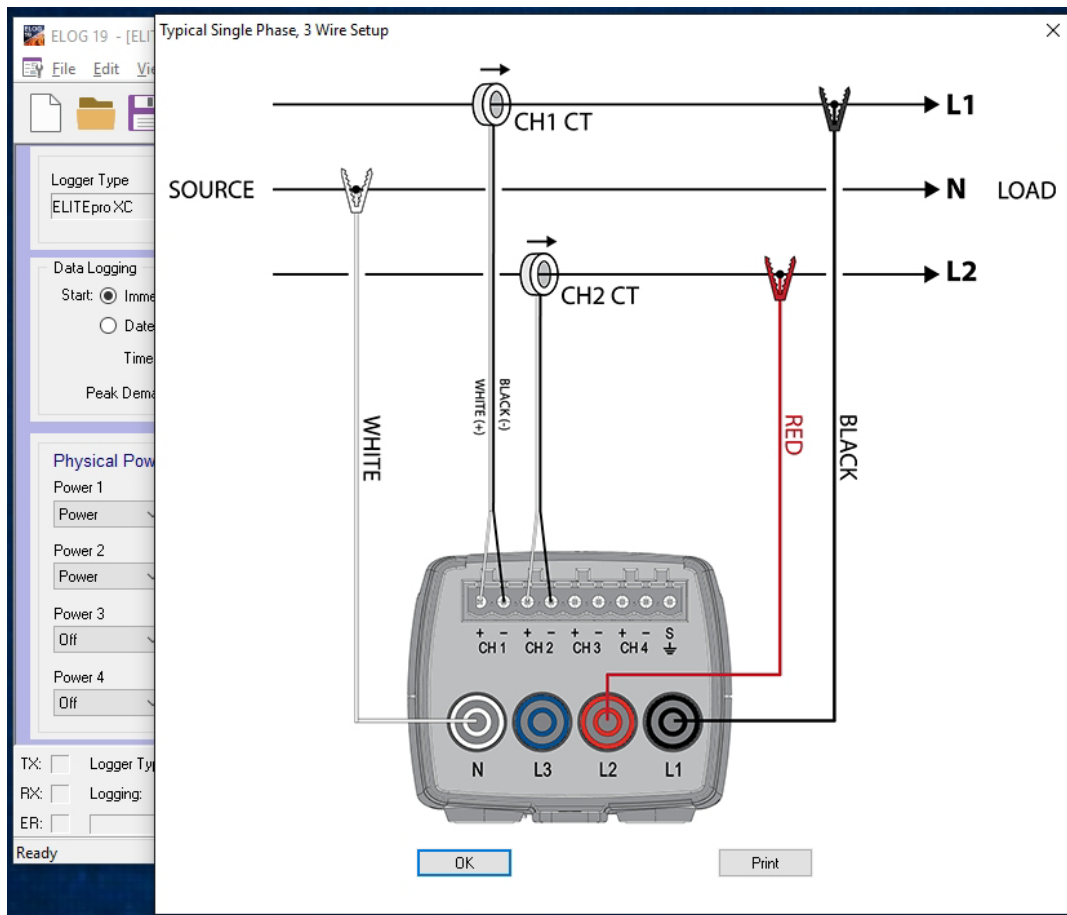 ELOG 19 - [ELI
Typical Single Phase, 3 Wire Setup
File Edit Vie
Logger Type
ELITEpro XC
Data Logging
Start: Imme
Date
Time
Peak Dema
Physical Pow
Power 1
Power
Power 2
Power
Power 3
Off
Power 4
Off
TX: Logger Typ
RX: Logging:
ER:
Ready
CH1 CT
L1
SOURCE
N
LOAD
L2
CH2 CT
WHITE (+)
BLACK (-)
WHITE
RED
BLACK
+ - + - + - + - S
CH 1 CH 2 CH 3 CH 4
N L3 L2 L1
OK
Print